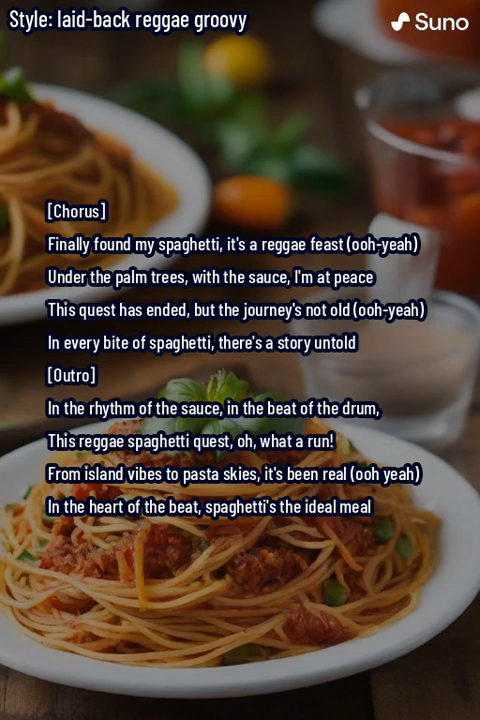 Style: laid-back reggae groovy
Suno
[Chorus]
Finally found my spaghetti, it's a reggae feast (ooh-yeah)
Under the palm trees, with the sauce, I'm at peace
This quest has ended, but the journey's not old (ooh-yeah)
In every bite of spaghetti, there's a story untold
[Outro]
In the rhythm of the sauce, in the beat of the drum,
This reggae spaghetti quest, oh, what a run!
From island vibes to pasta skies, it's been real (ooh yeah)
In the heart of the beat, spaghetti's the ideal meal